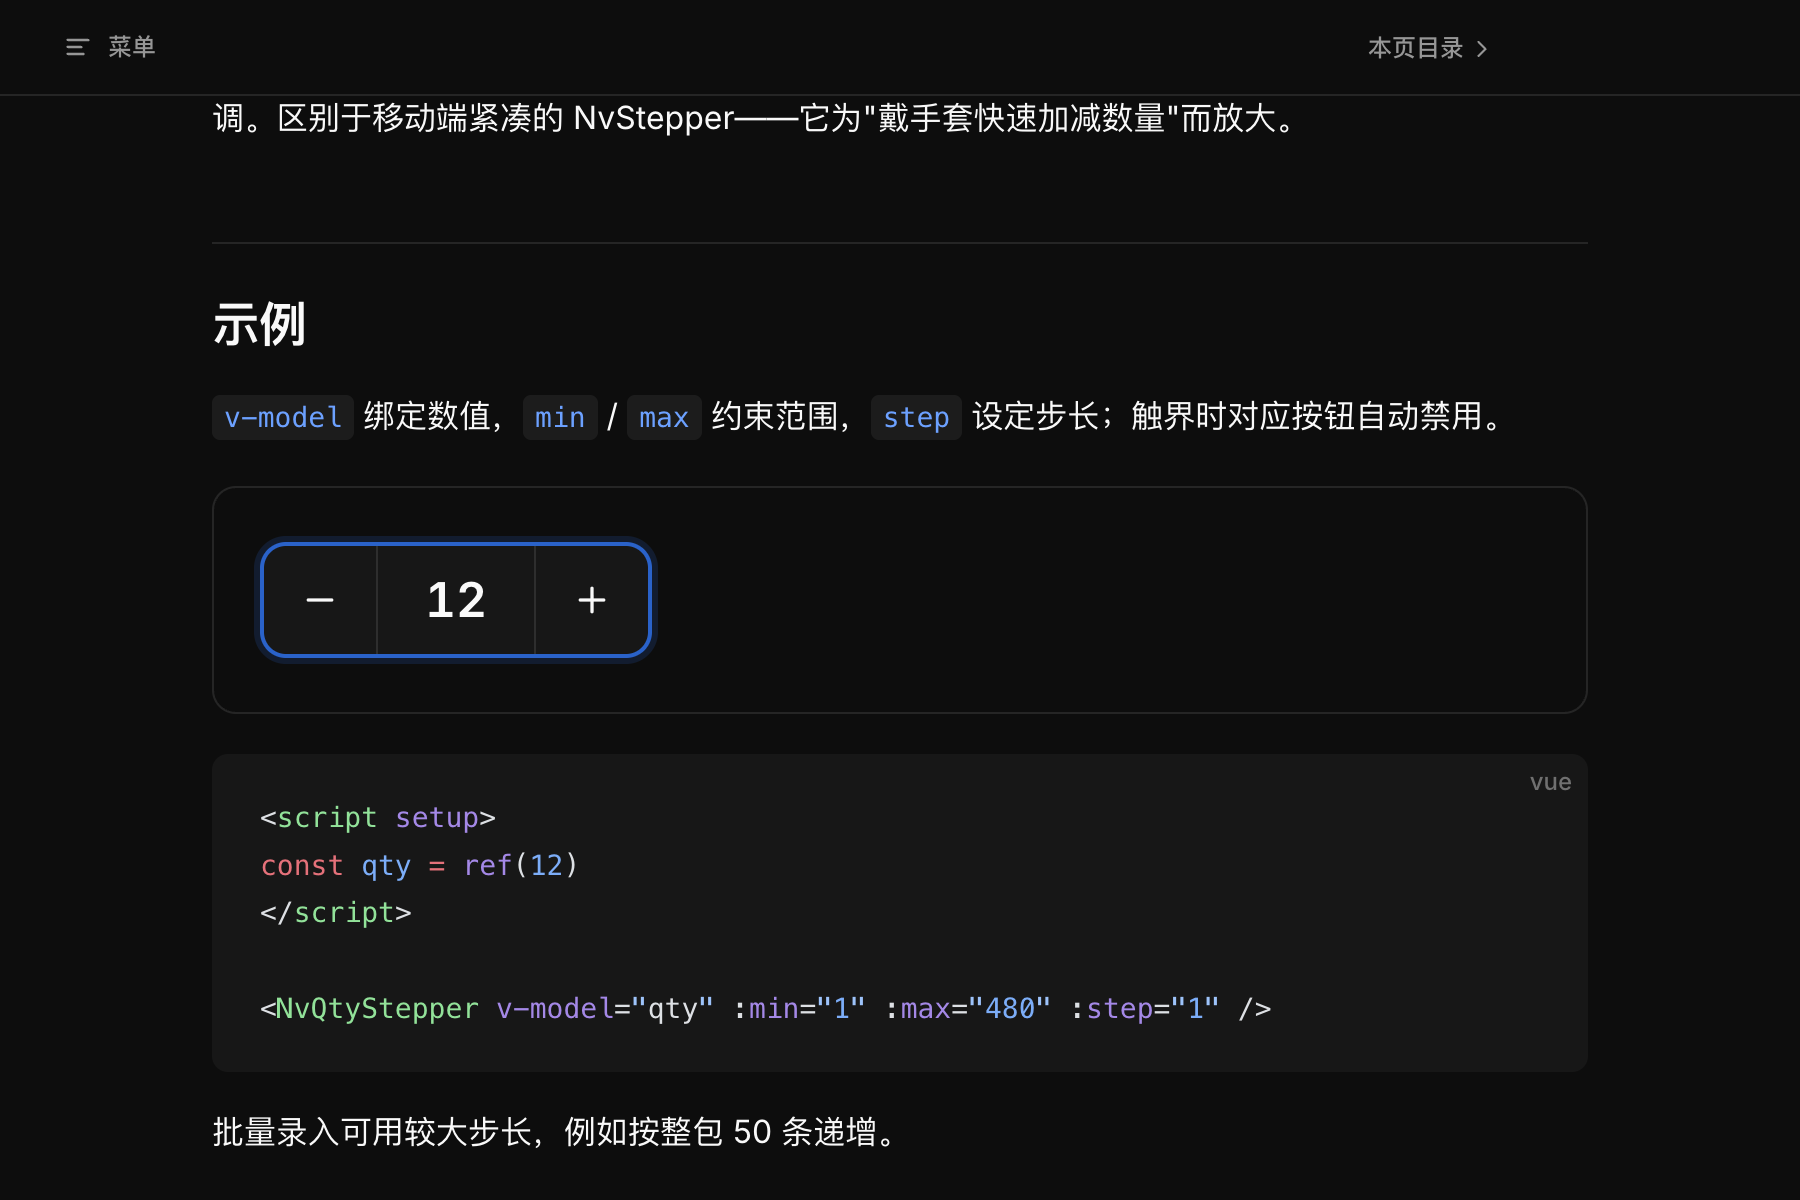 菜单
本页目录
调。区别于移动端紧凑的 NvStepper——它为"戴手套快速加减数量"而放大。
示例
v-model 绑定数值，min / max 约束范围，step 设定步长；触界时对应按钮自动禁用。
− 12 +
vue
<script setup>
const qty = ref(12)
</script>
<NvQtyStepper v-model="qty" :min="1" :max="480" :step="1" />
批量录入可用较大步长，例如按整包 50 条递增。